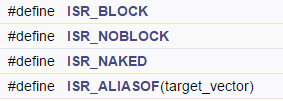 #define ISR_BLOCK
#define ISR_NOBLOCK
#define ISR_NAKED
#define ISR_ALIASOF(target_vector)